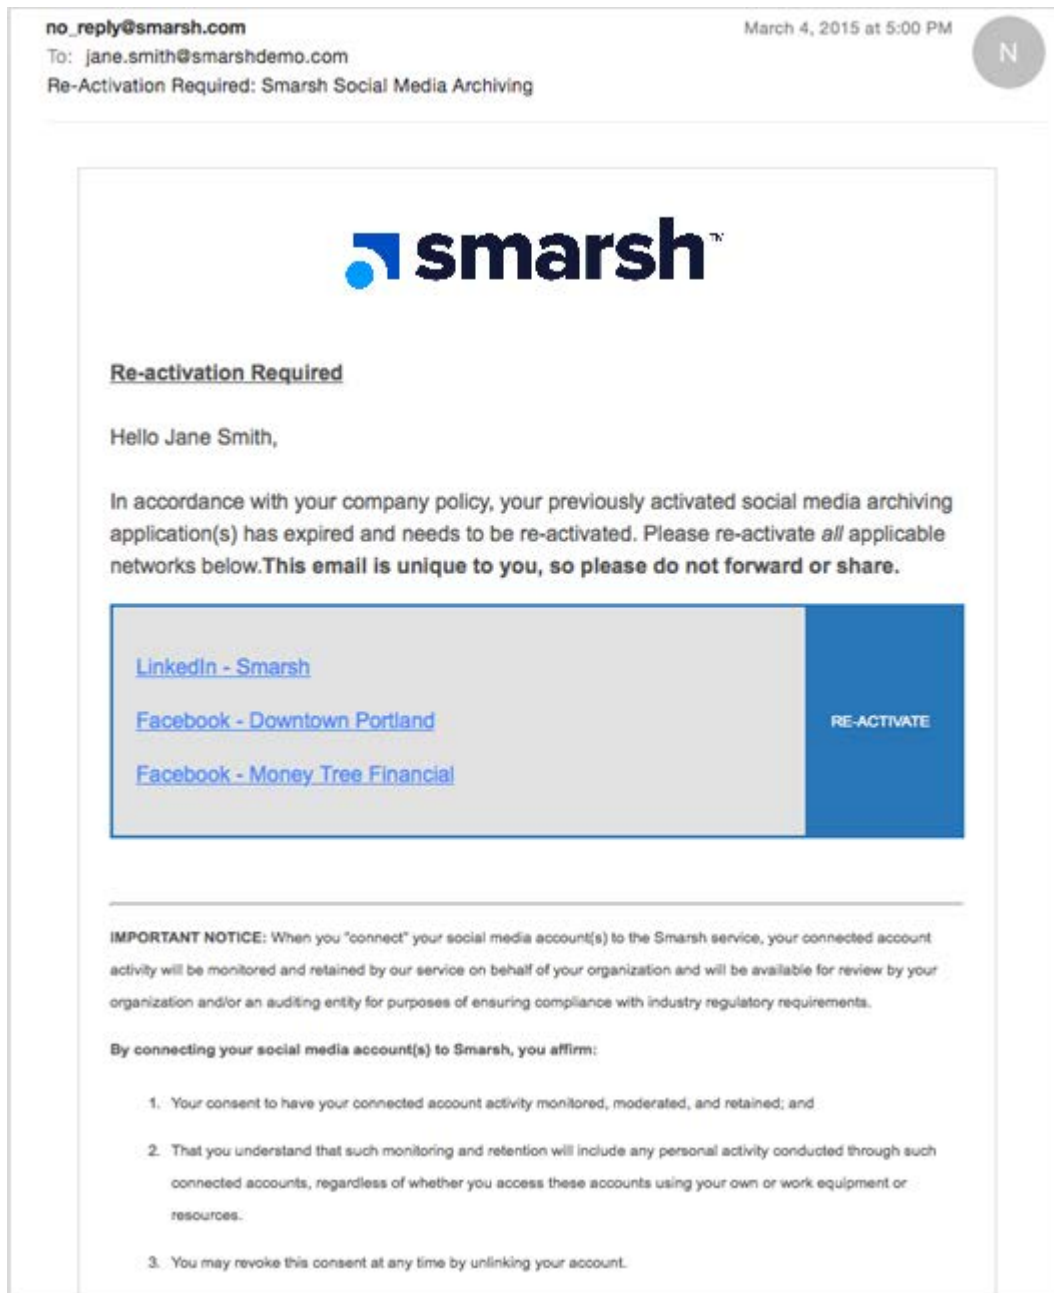 no_reply@smarsh.com
March 4, 2015 at 5:00 PM
N
To: jane.smith@smarshdemo.com
Re-Activation Required: Smarsh Social Media Archiving
smarsh™
Re-activation Required
Hello Jane Smith,
In accordance with your company policy, your previously activated social media archiving
application(s) has expired and needs to be re-activated. Please re-activate all applicable
networks below.This email is unique to you, so please do not forward or share.
LinkedIn - Smarsh
Facebook - Downtown Portland
RE-ACTIVATE
Facebook - Money Tree Financial
IMPORTANT NOTICE: When you "connect" your social media account(s) to the Smarsh service, your connected account
activity will be monitored and retained by our service on behalf of your organization and will be available for review by your
organization and/or an auditing entity for purposes of ensuring compliance with industry regulatory requirements.
By connecting your social media account(s) to Smarsh, you affirm:
1. Your consent to have your connected account activity monitored, moderated, and retained; and
2. That you understand that such monitoring and retention will include any personal activity conducted through such
connected accounts, regardless of whether you access these accounts using your own or work equipment or
resources.
3. You may revoke this consent at any time by unlinking your account.